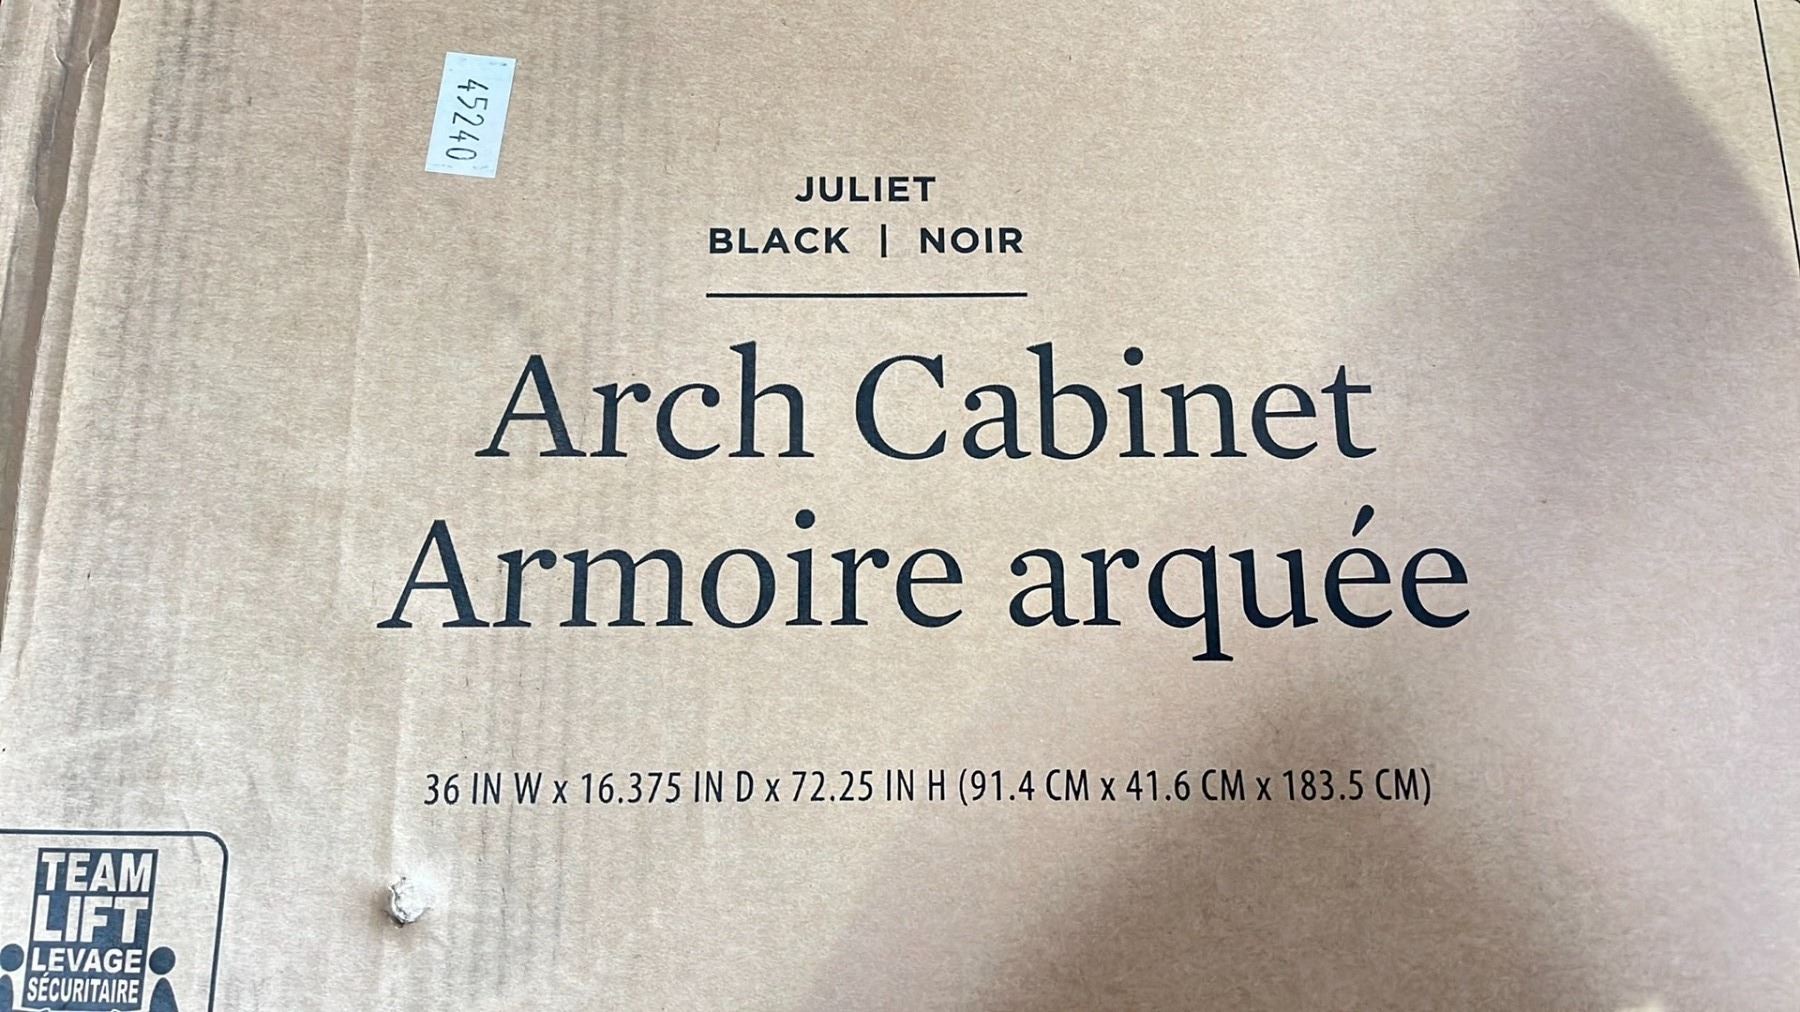 45240
JULIET
BLACK | NOIR
Arch Cabinet
Armoire arquée
36 IN W x 16.375 IN D x 72.25 IN H (91.4 CM x 41.6 CM x 183.5 CM)
TEAM
LIFT
LEVAGE
SÉCURITAIRE